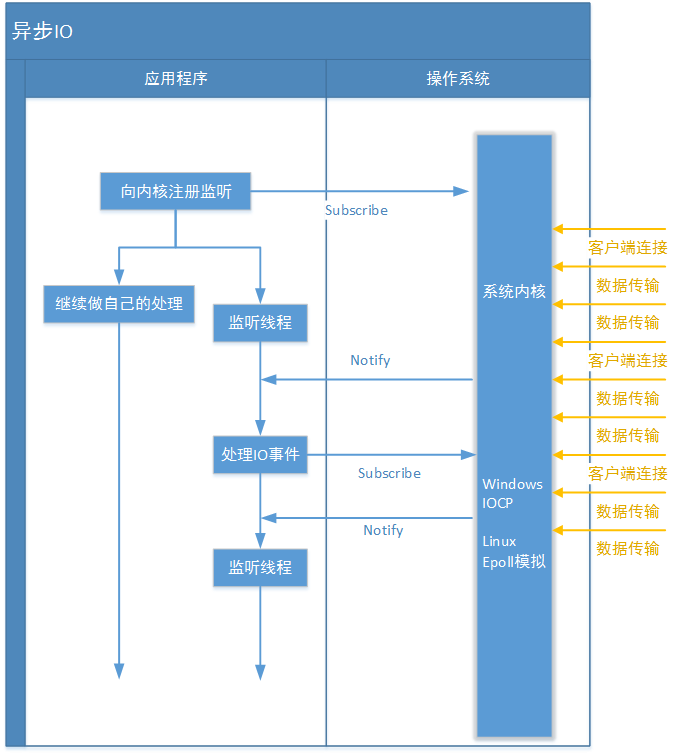 异步IO
应用程序
操作系统
向内核注册监听
Subscribe
客户端连接
继续做自己的处理
数据传输
系统内核
监听线程
数据传输
Notify
客户端连接
数据传输
数据传输
处理IO事件
Subscribe
客户端连接
Windows
IOCP
数据传输
Notify
Linux
Epoll模拟
数据传输
监听线程